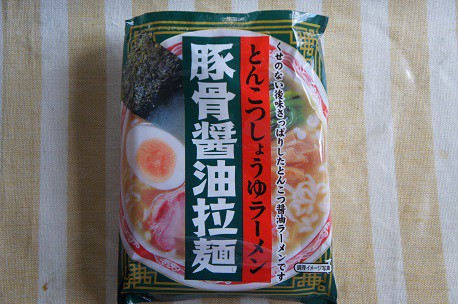 くせのない後味さっぱりしたとんこつ醤油ラーメンです
とんこつしょうゆラーメン
豚骨醤油拉麺
調理イメージ写真